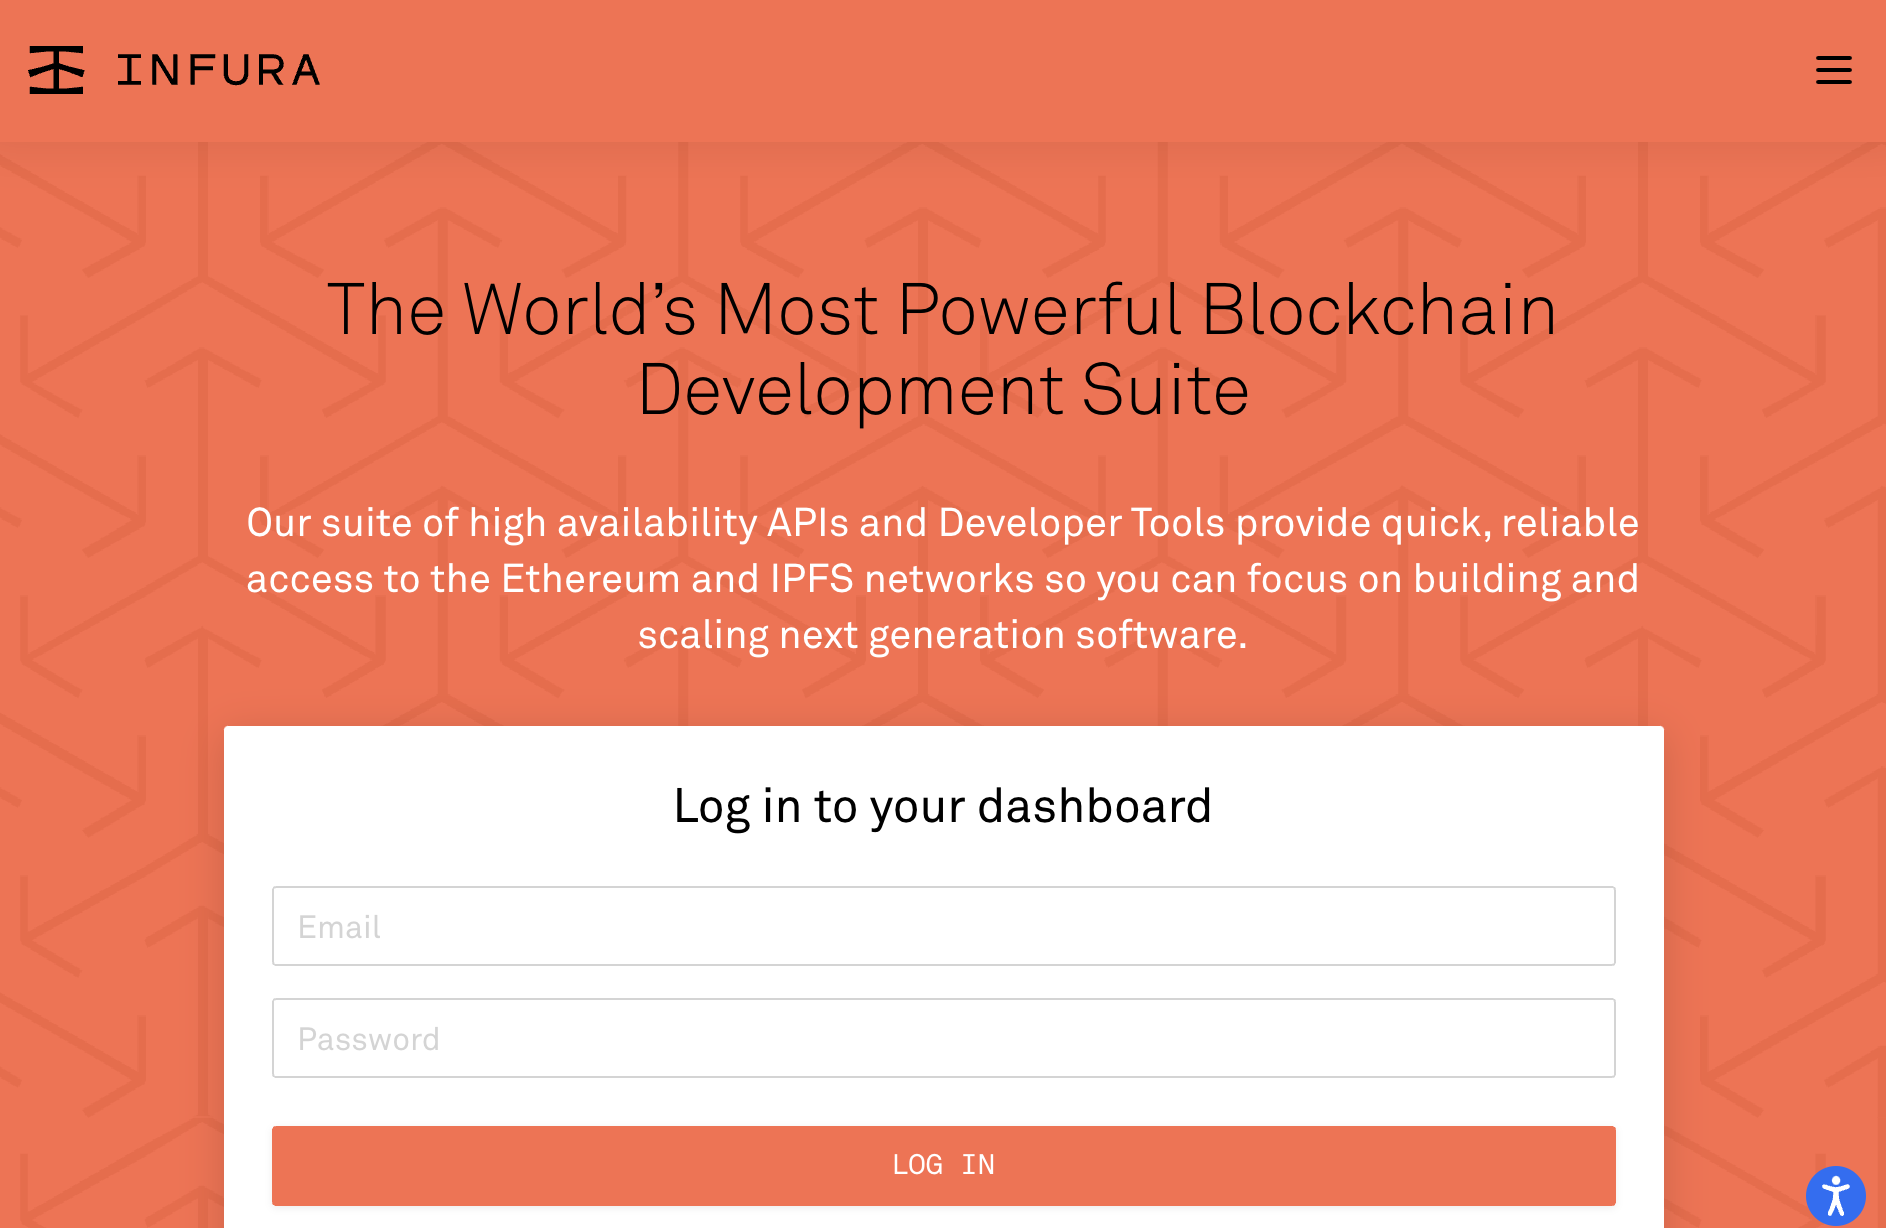 INFURA
The World’s Most Powerful Blockchain
Development Suite
Our suite of high availability APIs and Developer Tools provide quick, reliable
access to the Ethereum and IPFS networks so you can focus on building and
scaling next generation software.
Log in to your dashboard
Email
Password
LOG IN